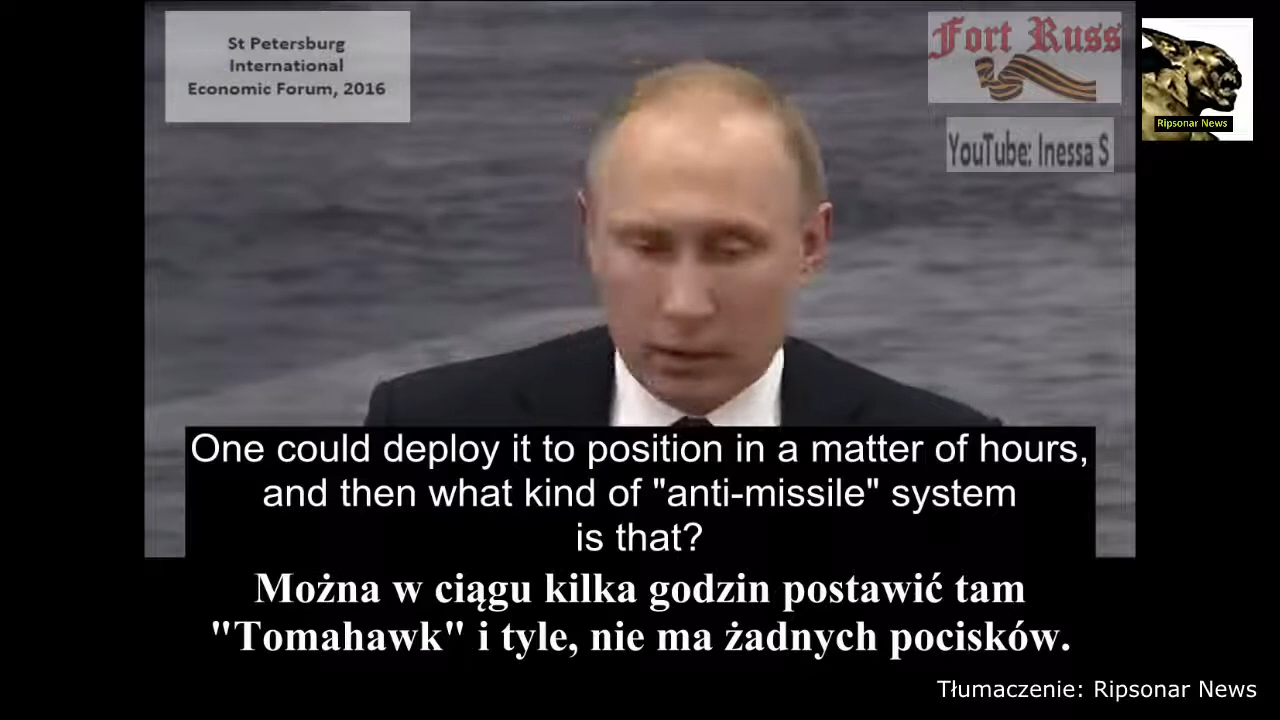 St Petersburg
International
Economic Forum, 2016
Fort Russ
YouTube: Inessa S
Ripsonar News
One could deploy it to position in a matter of hours,
and then what kind of "anti-missile" system
is that?
Można w ciągu kilka godzin postawić tam
"Tomahawk" i tyle, nie ma żadnych pocisków.
Tłumaczenie: Ripsonar News